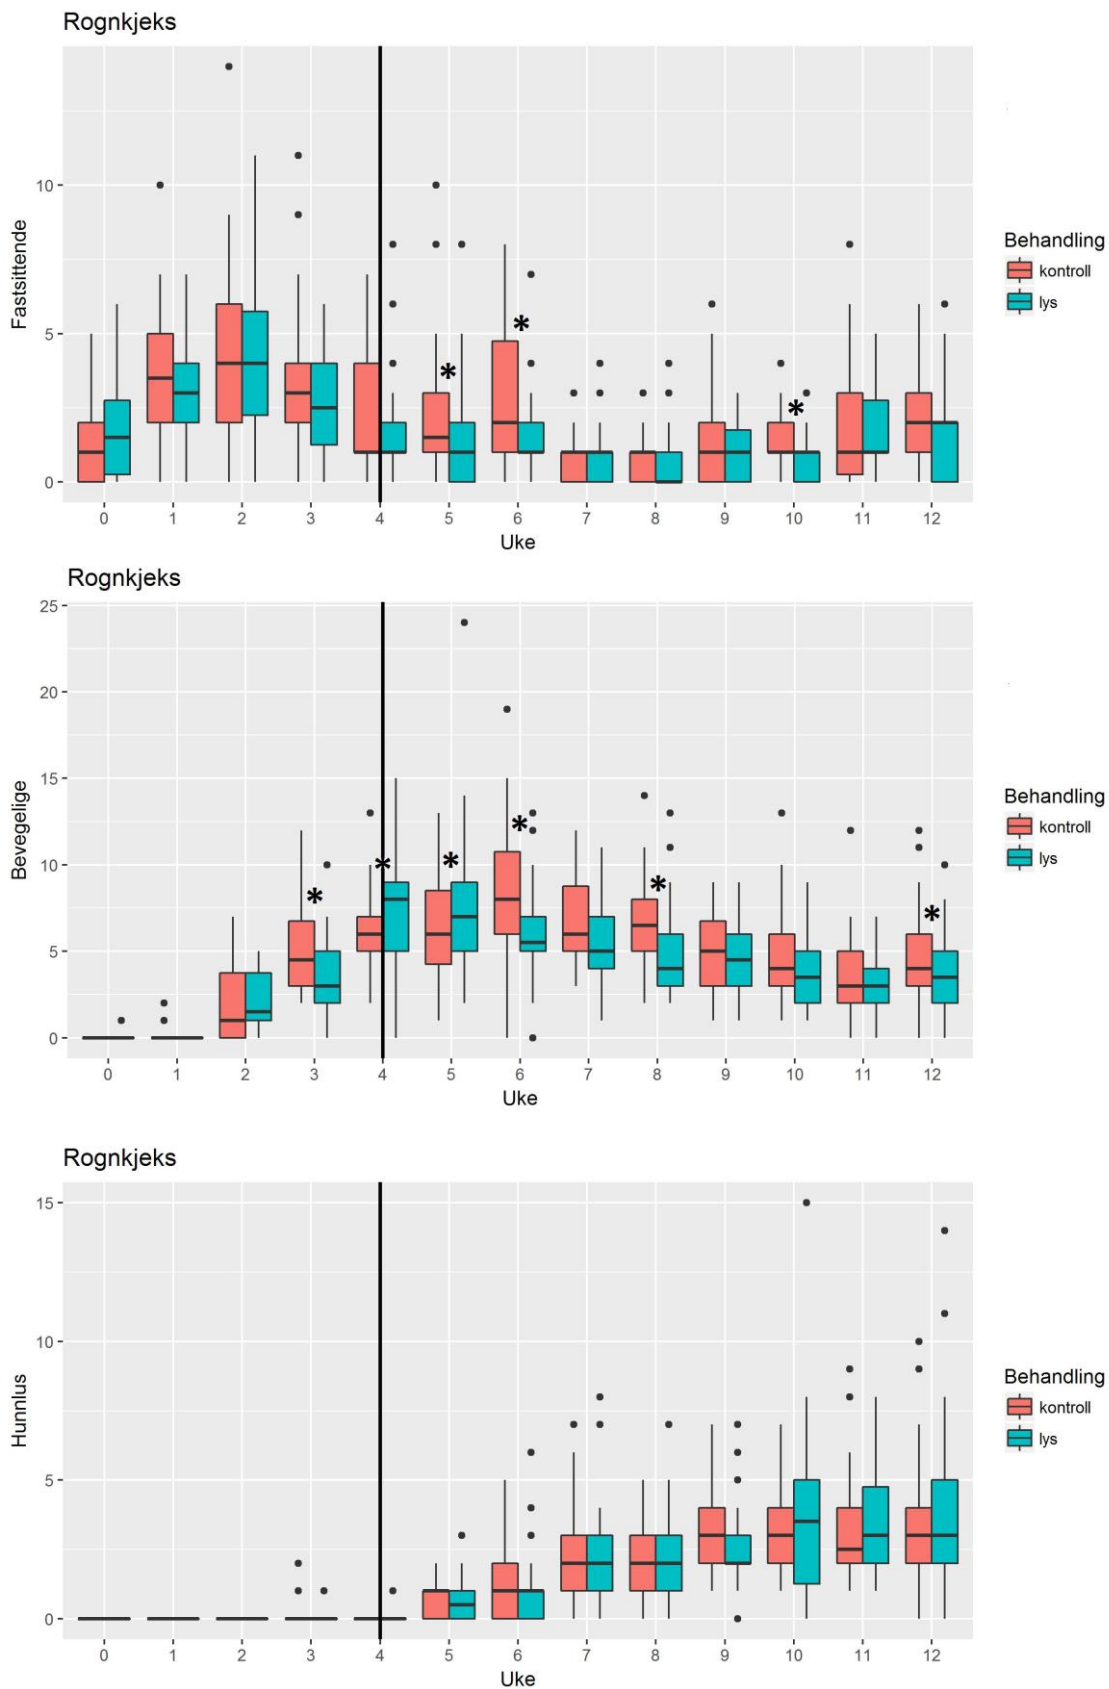 Rognkjeks
10
5
0
Fastsittende
0 1 2 3 4 5 6 7 8 9 10 11 12
Uke
Behandling
kontroll
lys
* * *
Rognkjeks
25
20
15
10
5
0
Bevegelige
0 1 2 3 4 5 6 7 8 9 10 11 12
Uke
Behandling
kontroll
lys
* * * * * *
Rognkjeks
15
10
5
0
Hunnlus
0 1 2 3 4 5 6 7 8 9 10 11 12
Uke
Behandling
kontroll
lys